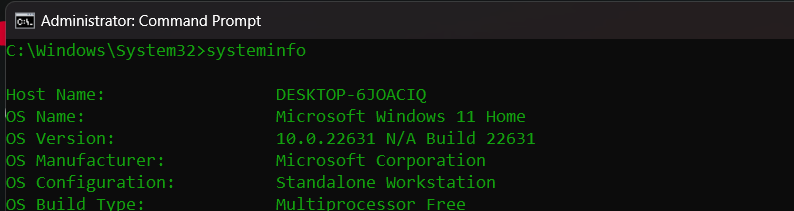 Administrator: Command Prompt
C:\Windows\System32>systeminfo
Host Name: DESKTOP-6JOACIQ
OS Name: Microsoft Windows 11 Home
OS Version: 10.0.22631 N/A Build 22631
OS Manufacturer: Microsoft Corporation
OS Configuration: Standalone Workstation
OS Build Type: Multiprocessor Free